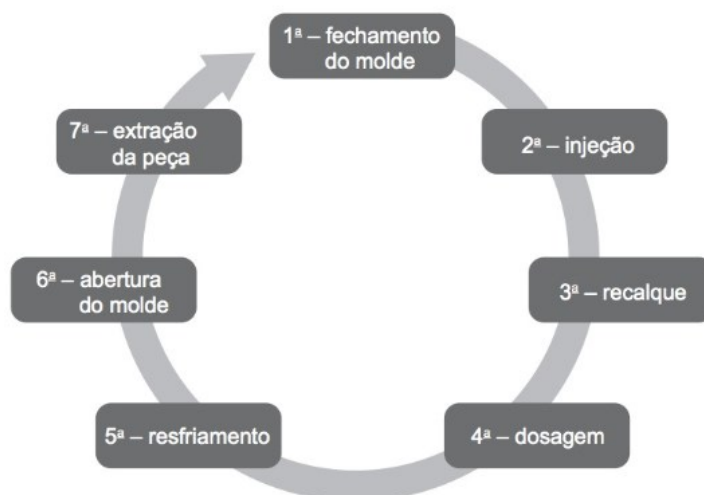 1ª – fechamento
do molde
2ª – injeção
3ª – recalque
4ª – dosagem
5ª – resfriamento
6ª – abertura
do molde
7ª – extração
da peça